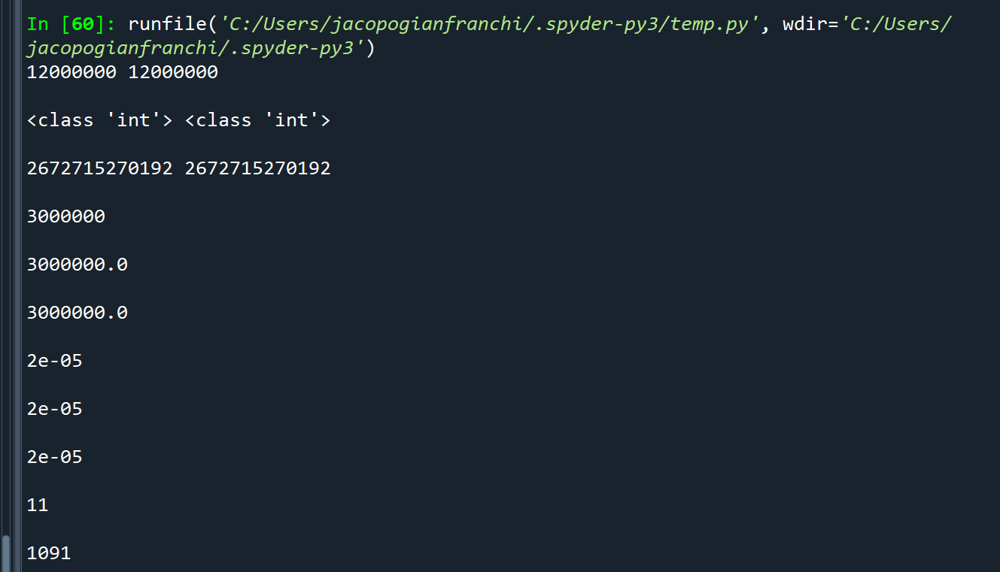 In [60]: runfile('C:/Users/jacopogianfranchi/.spyder-py3/temp.py', wdir='C:/Users/
jacopogianfranchi/.spyder-py3')
12000000 12000000
<class 'int'> <class 'int'>
2672715270192 2672715270192
3000000
3000000.0
3000000.0
2e-05
2e-05
2e-05
11
1091